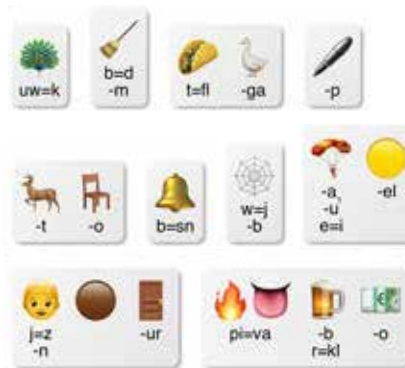 uw=k
b=d
-m
t=fl -ga
-p
-t -o
b=sn
w=j
-b
-a, -el
-u
e=i
j=z -ur
-n
pi=va -b -o
r=kl